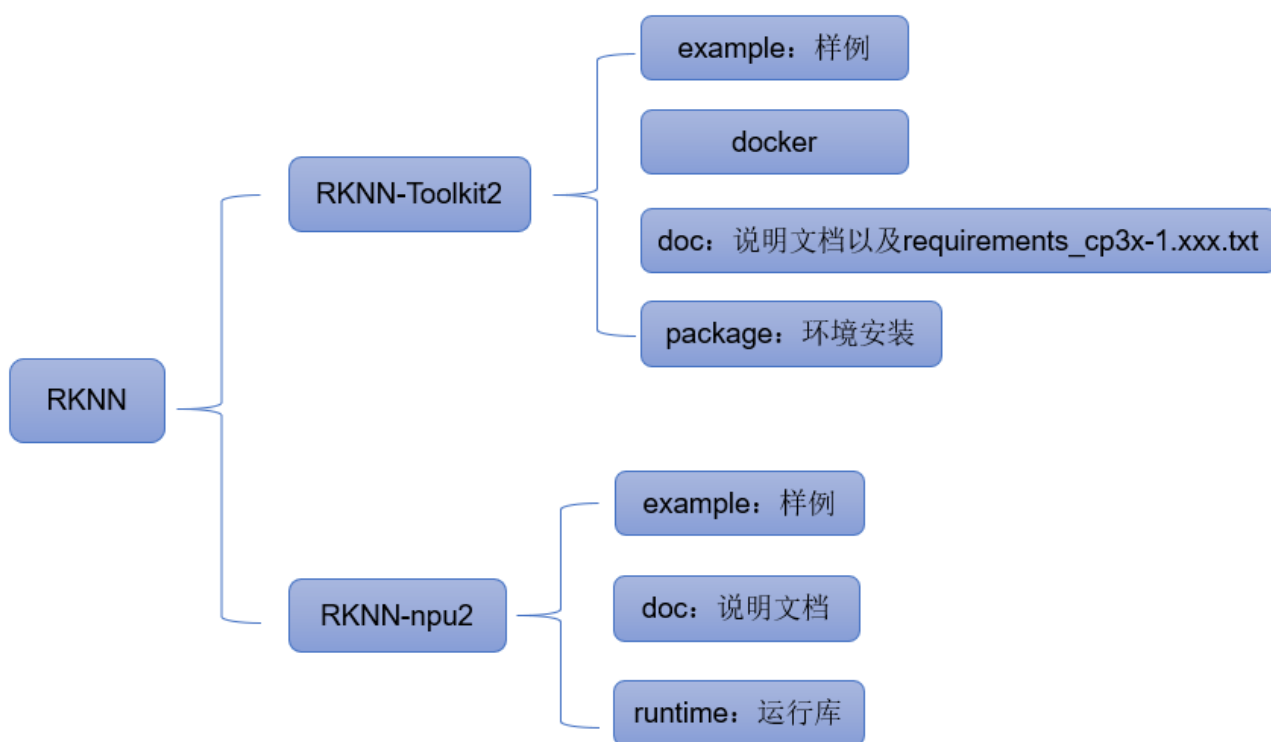 RKNN
RKNN-Toolkit2
example：样例
docker
doc：说明文档以及requirements_cp3x-1.xxx.txt
package：环境安装
RKNN-npu2
example：样例
doc：说明文档
runtime：运行库